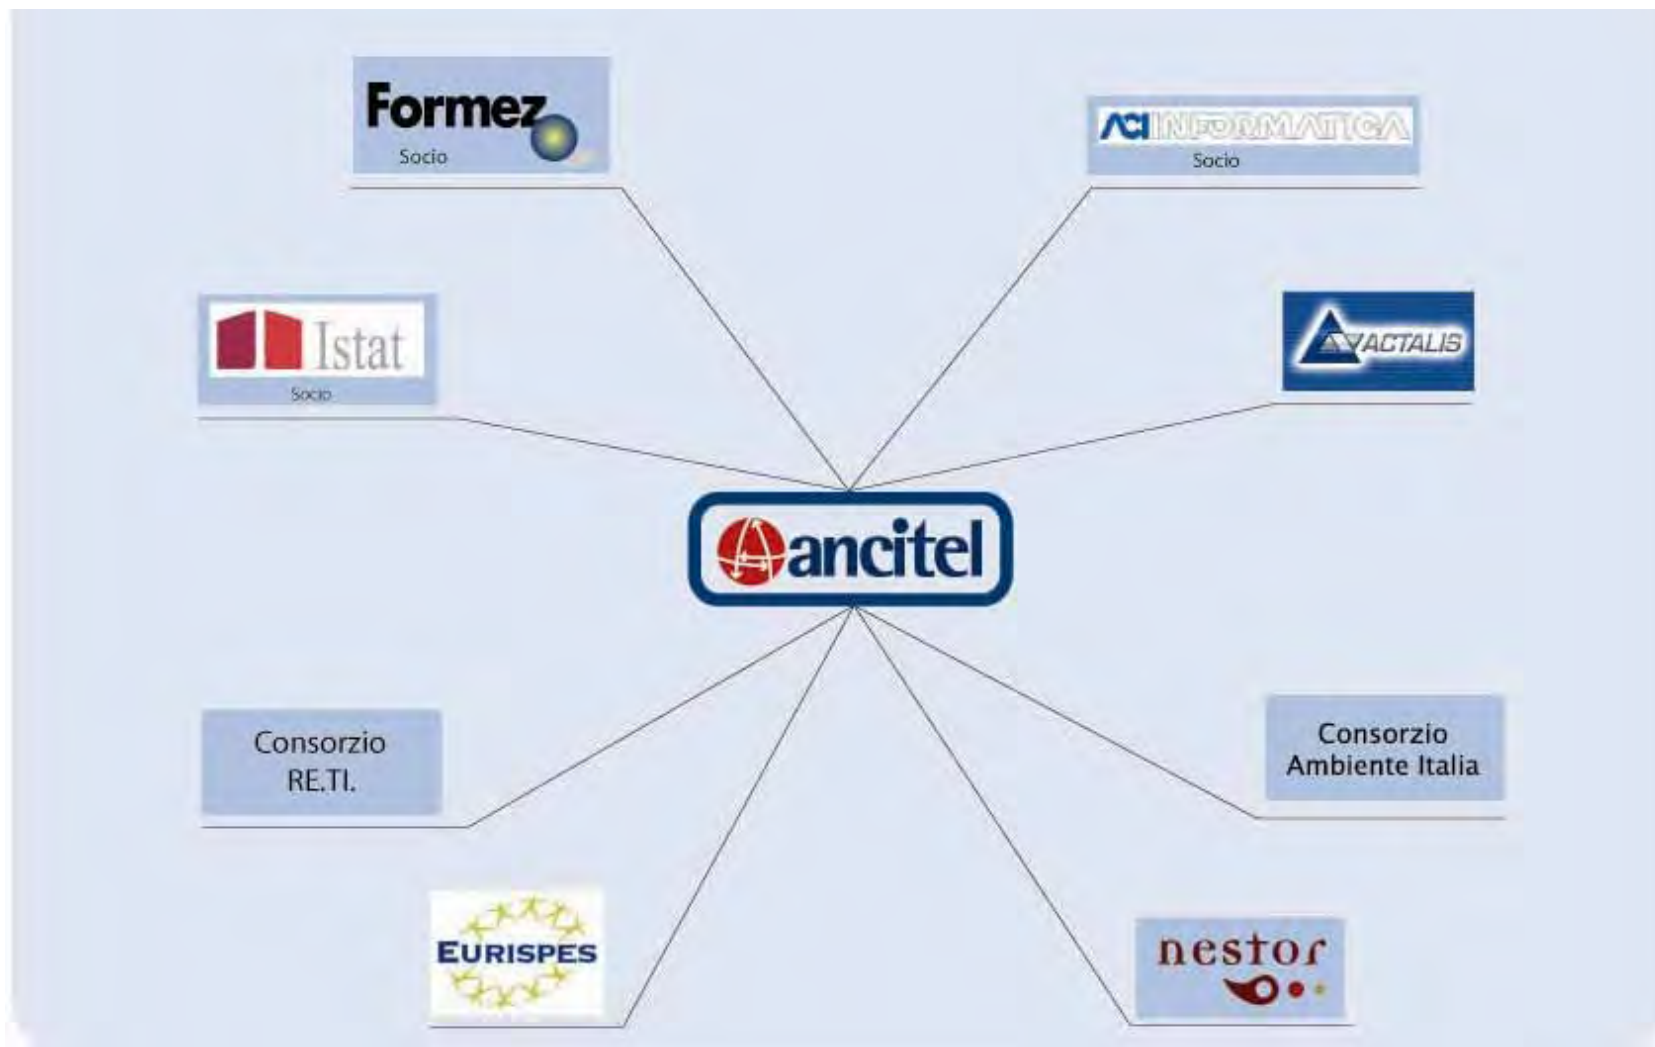 Formez
Socio
ACI INFORMATICA
Socio
Istat
Socio
ACTALIS
ancitel
Consorzio
RE.TI.
Consorzio
Ambiente Italia
EURISPES
nestor